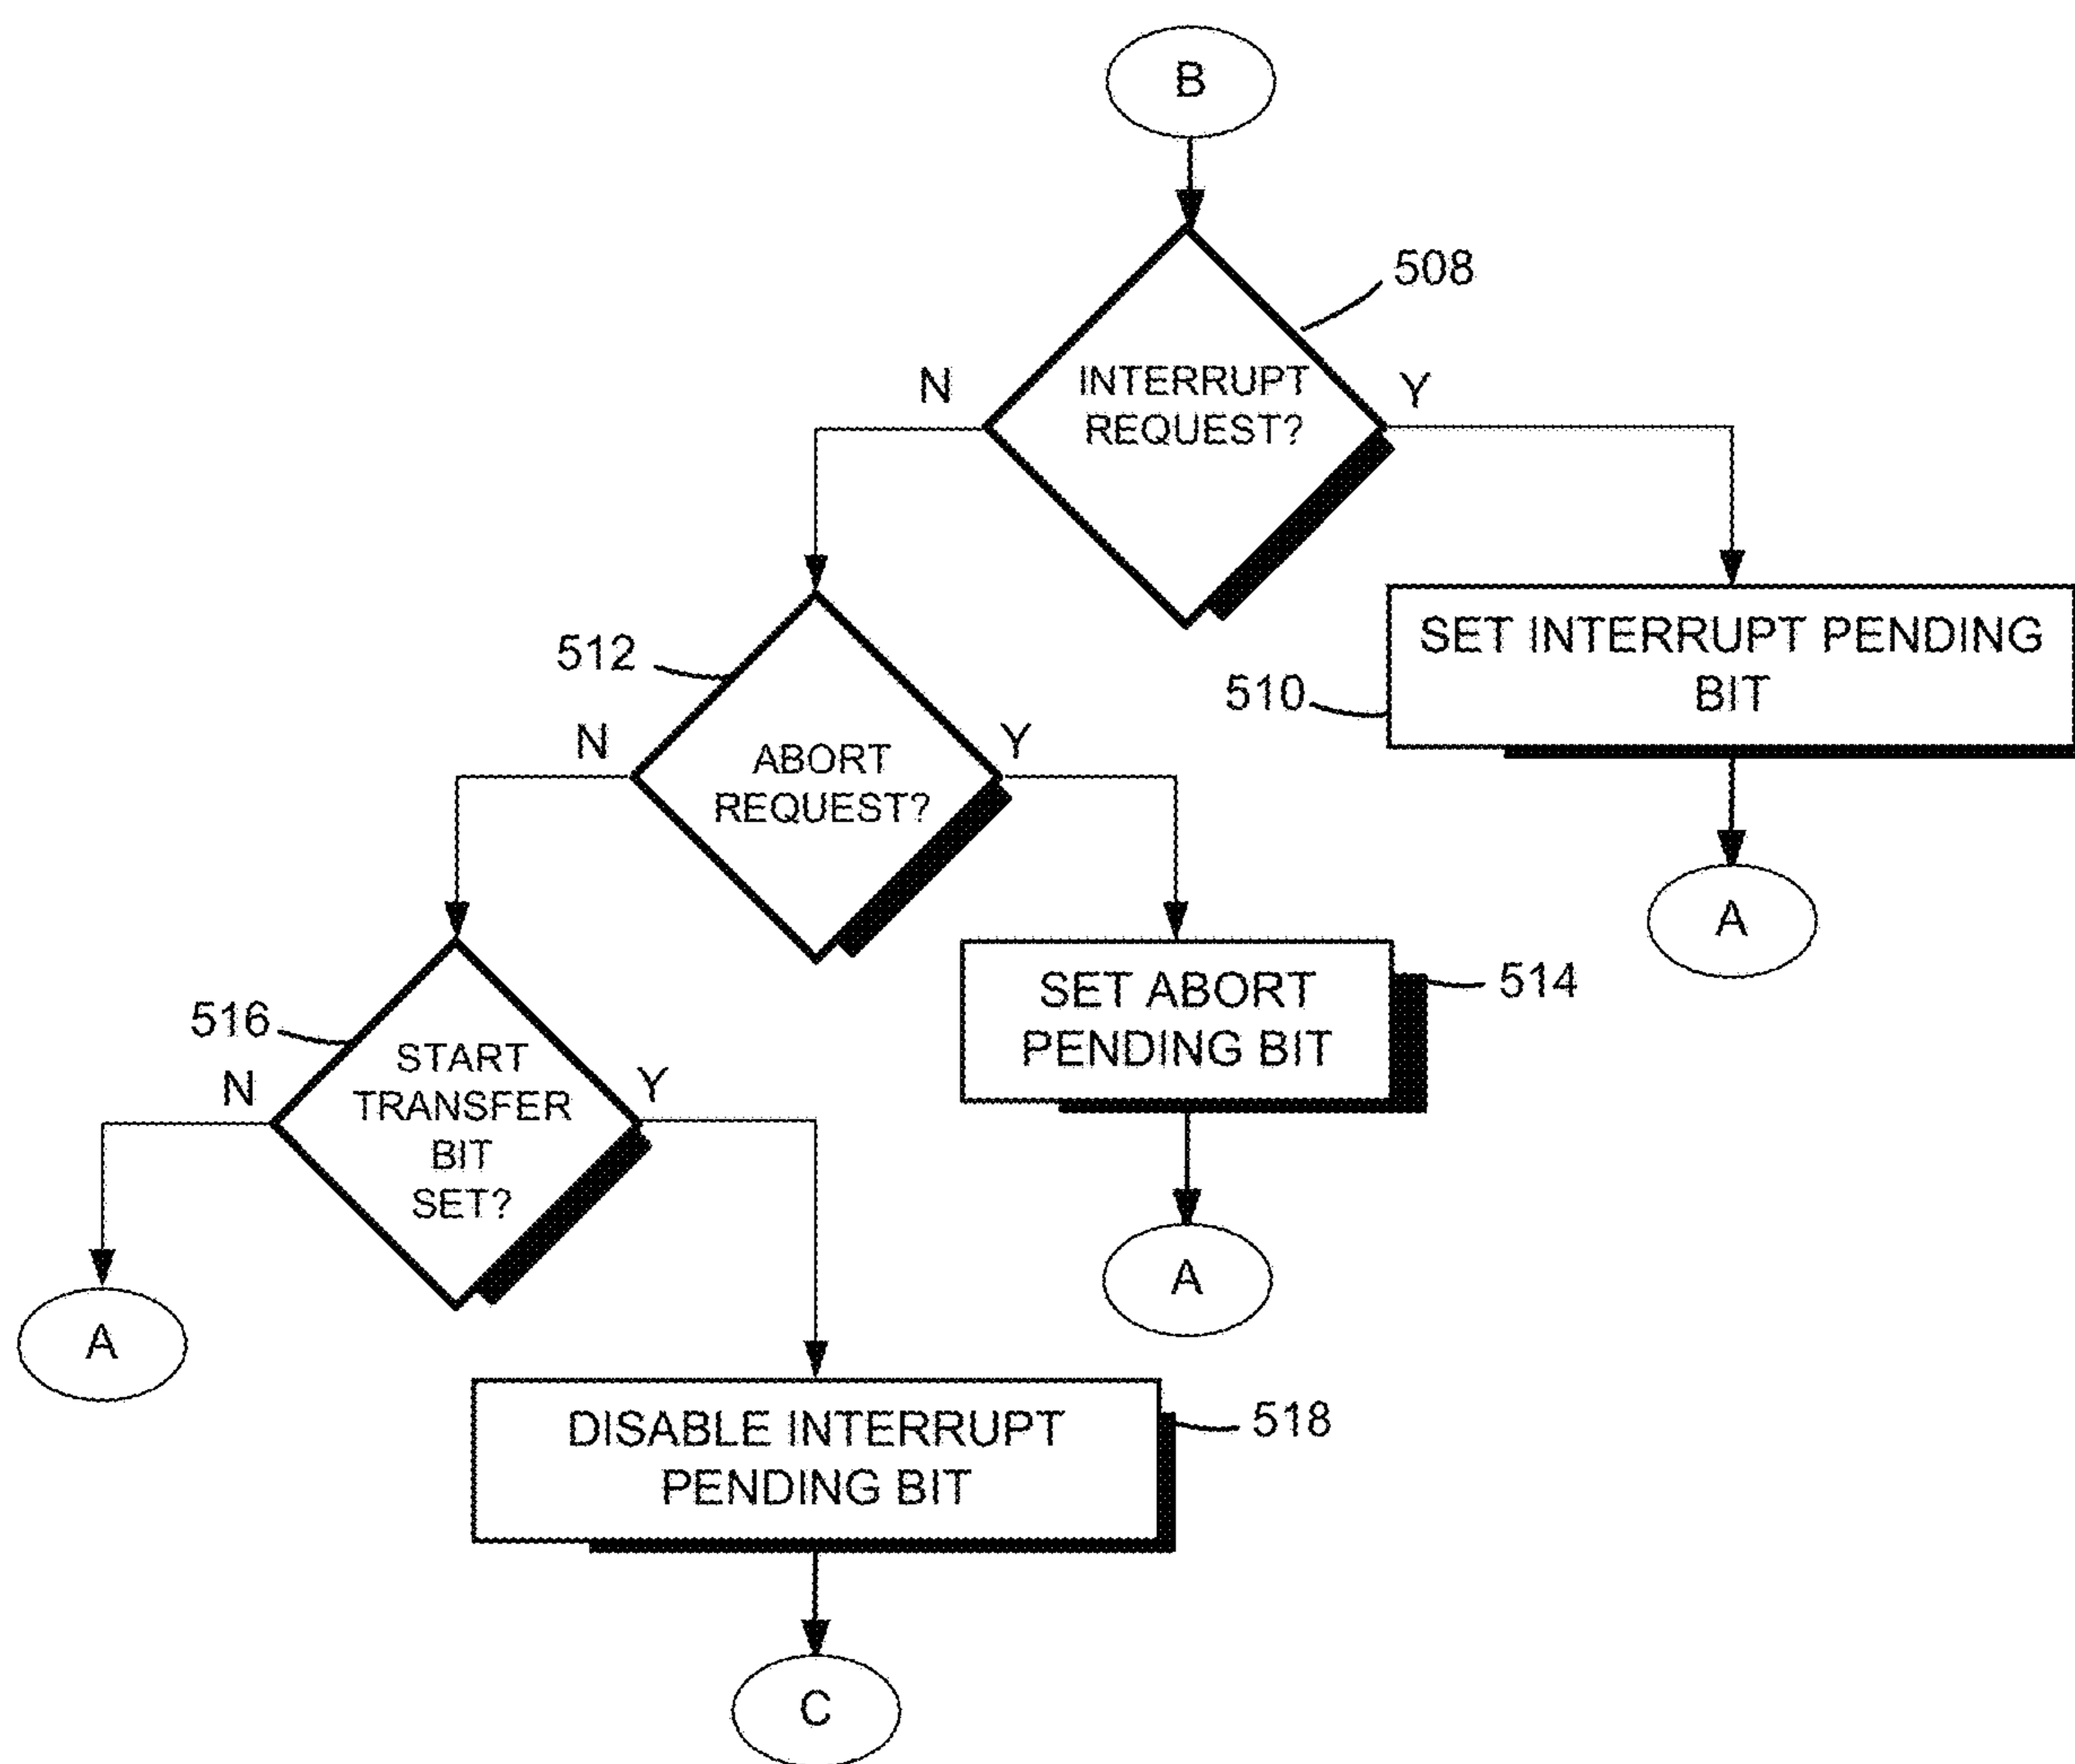 B
508
N
INTERRUPT
REQUEST?
Y
512
N
ABORT
REQUEST?
Y
SET INTERRUPT PENDING
BIT
510
A
516
N
START
TRANSFER
BIT
SET?
Y
SET ABORT
PENDING BIT
514
A
A
DISABLE INTERRUPT
PENDING BIT
518
C